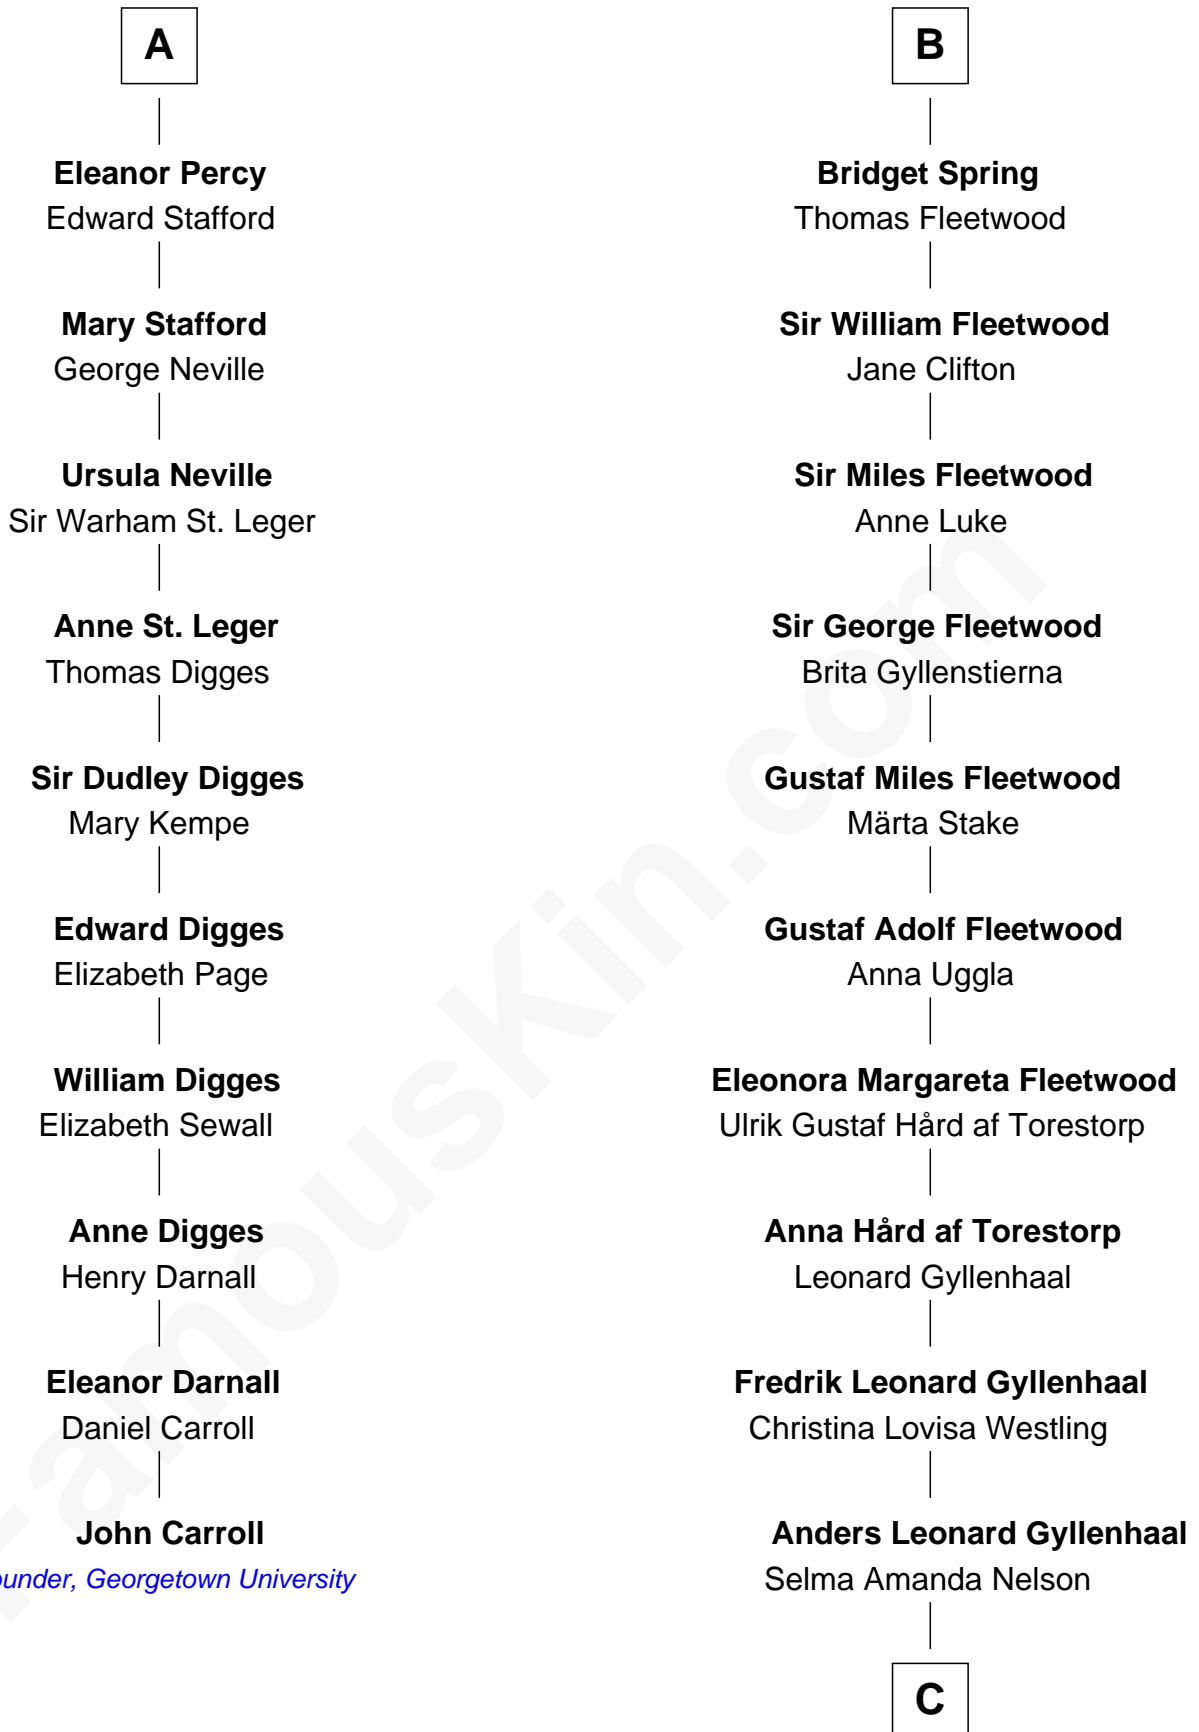 A
Eleanor Percy
Edward Stafford
Mary Stafford
George Neville
Ursula Neville
Sir Warham St. Leger
Anne St. Leger
Thomas Digges
Sir Dudley Digges
Mary Kempe
Edward Digges
Elizabeth Page
William Digges
Elizabeth Sewall
Anne Digges
Henry Darnall
Eleanor Darnall
Daniel Carroll
John Carroll
ounder, Georgetown University
B
Bridget Spring
Thomas Fleetwood
Sir William Fleetwood
Jane Clifton
Sir Miles Fleetwood
Anne Luke
Sir George Fleetwood
Brita Gyllenstierna
Gustaf Miles Fleetwood
Märta Stake
Gustaf Adolf Fleetwood
Anna Uggla
Eleonora Margareta Fleetwood
Ulrik Gustaf Hård af Torestorp
Anna Hård af Torestorp
Leonard Gyllenhaal
Fredrik Leonard Gyllenhaal
Christina Lovisa Westling
Anders Leonard Gyllenhaal
Selma Amanda Nelson
C
FamousKin.com